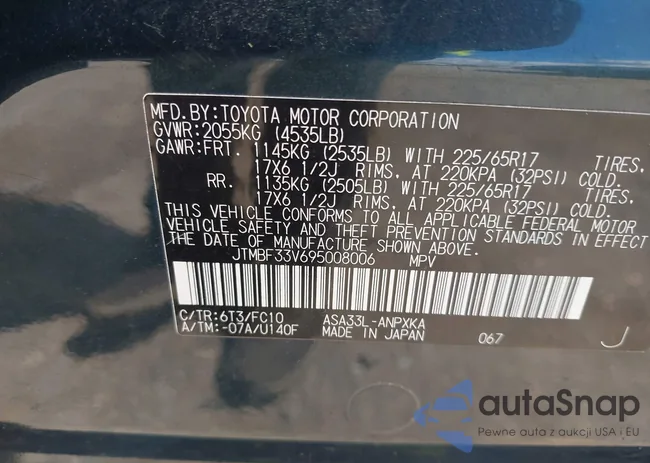 MFD.BY:TOYOTA MOTOR CORPORATION
GVWR:2055KG (4535LB)
GAWR:FRT. 1145KG (2535LB) WITH 225/65R17 TIRES,
17X6 1/2J RIMS, AT 220KPA (32PSI) COLD.
RR. 1135KG (2505LB) WITH 225/65R17 TIRES,
17X6 1/2J RIMS, AT 220KPA (32PSI) COLD.
THIS VEHICLE CONFORMS TO ALL APPLICABLE FEDERAL MOTOR
VEHICLE SAFETY AND THEFT PREVENTION STANDARDS IN EFFECT
ON THE DATE OF MANUFACTURE SHOWN ABOVE.
JTMBF33V695008006 MPV
C/TR:6T3/FC10 ASA33L-ANPXKA
A/TM:-07A/U140F MADE IN JAPAN 067 J
autoSnap
Pewne auta z aukcji USA i EU